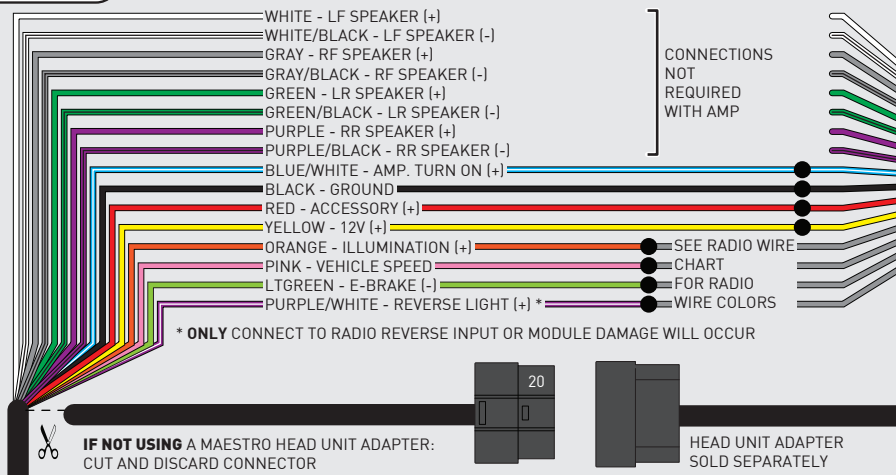 WHITE - LF SPEAKER (+)
WHITE/BLACK - LF SPEAKER (-)
GRAY - RF SPEAKER (+)
GRAY/BLACK - RF SPEAKER (-)
GREEN - LR SPEAKER (+)
GREEN/BLACK - LR SPEAKER (-)
PURPLE - RR SPEAKER (+)
PURPLE/BLACK - RR SPEAKER (-)
CONNECTIONS
NOT
REQUIRED
WITH AMP
BLUE/WHITE - AMP. TURN ON (+)
BLACK - GROUND
RED - ACCESSORY (+)
YELLOW - 12V (+)
ORANGE - ILLUMINATION (+)
PINK - VEHICLE SPEED
LTGREEN - E-BRAKE (-)
PURPLE/WHITE - REVERSE LIGHT (+) *
SEE RADIO WIRE
CHART
FOR RADIO
WIRE COLORS
* ONLY CONNECT TO RADIO REVERSE INPUT OR MODULE DAMAGE WILL OCCUR
20
IF NOT USING A MAESTRO HEAD UNIT ADAPTER:
CUT AND DISCARD CONNECTOR
HEAD UNIT ADAPTER
SOLD SEPARATELY